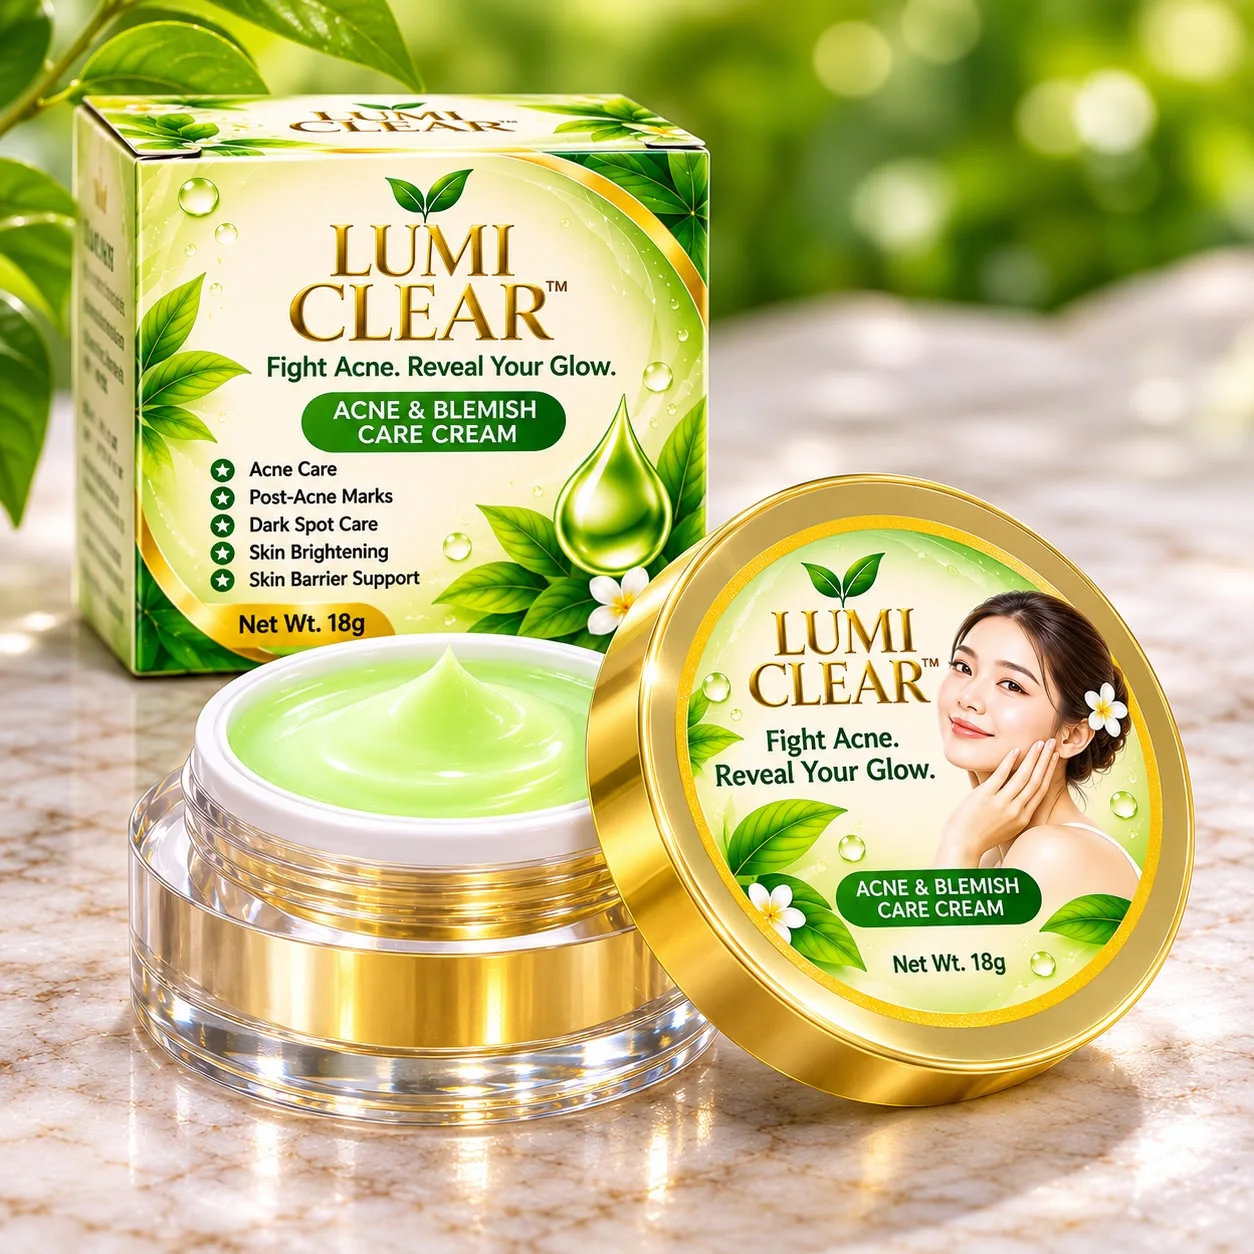 LUMI
CLEAR
LUMI
CLEAR™
Fight Acne. Reveal Your Glow.
ACNE & BLEMISH
CARE CREAM
Acne Care
Post-Acne Marks
Dark Spot Care
Skin Brightening
Skin Barrier Support
Net Wt. 18g
LUMI
CLEAR™
Fight Acne.
Reveal Your Glow.
ACNE & BLEMISH
CARE CREAM
Net Wt. 18g